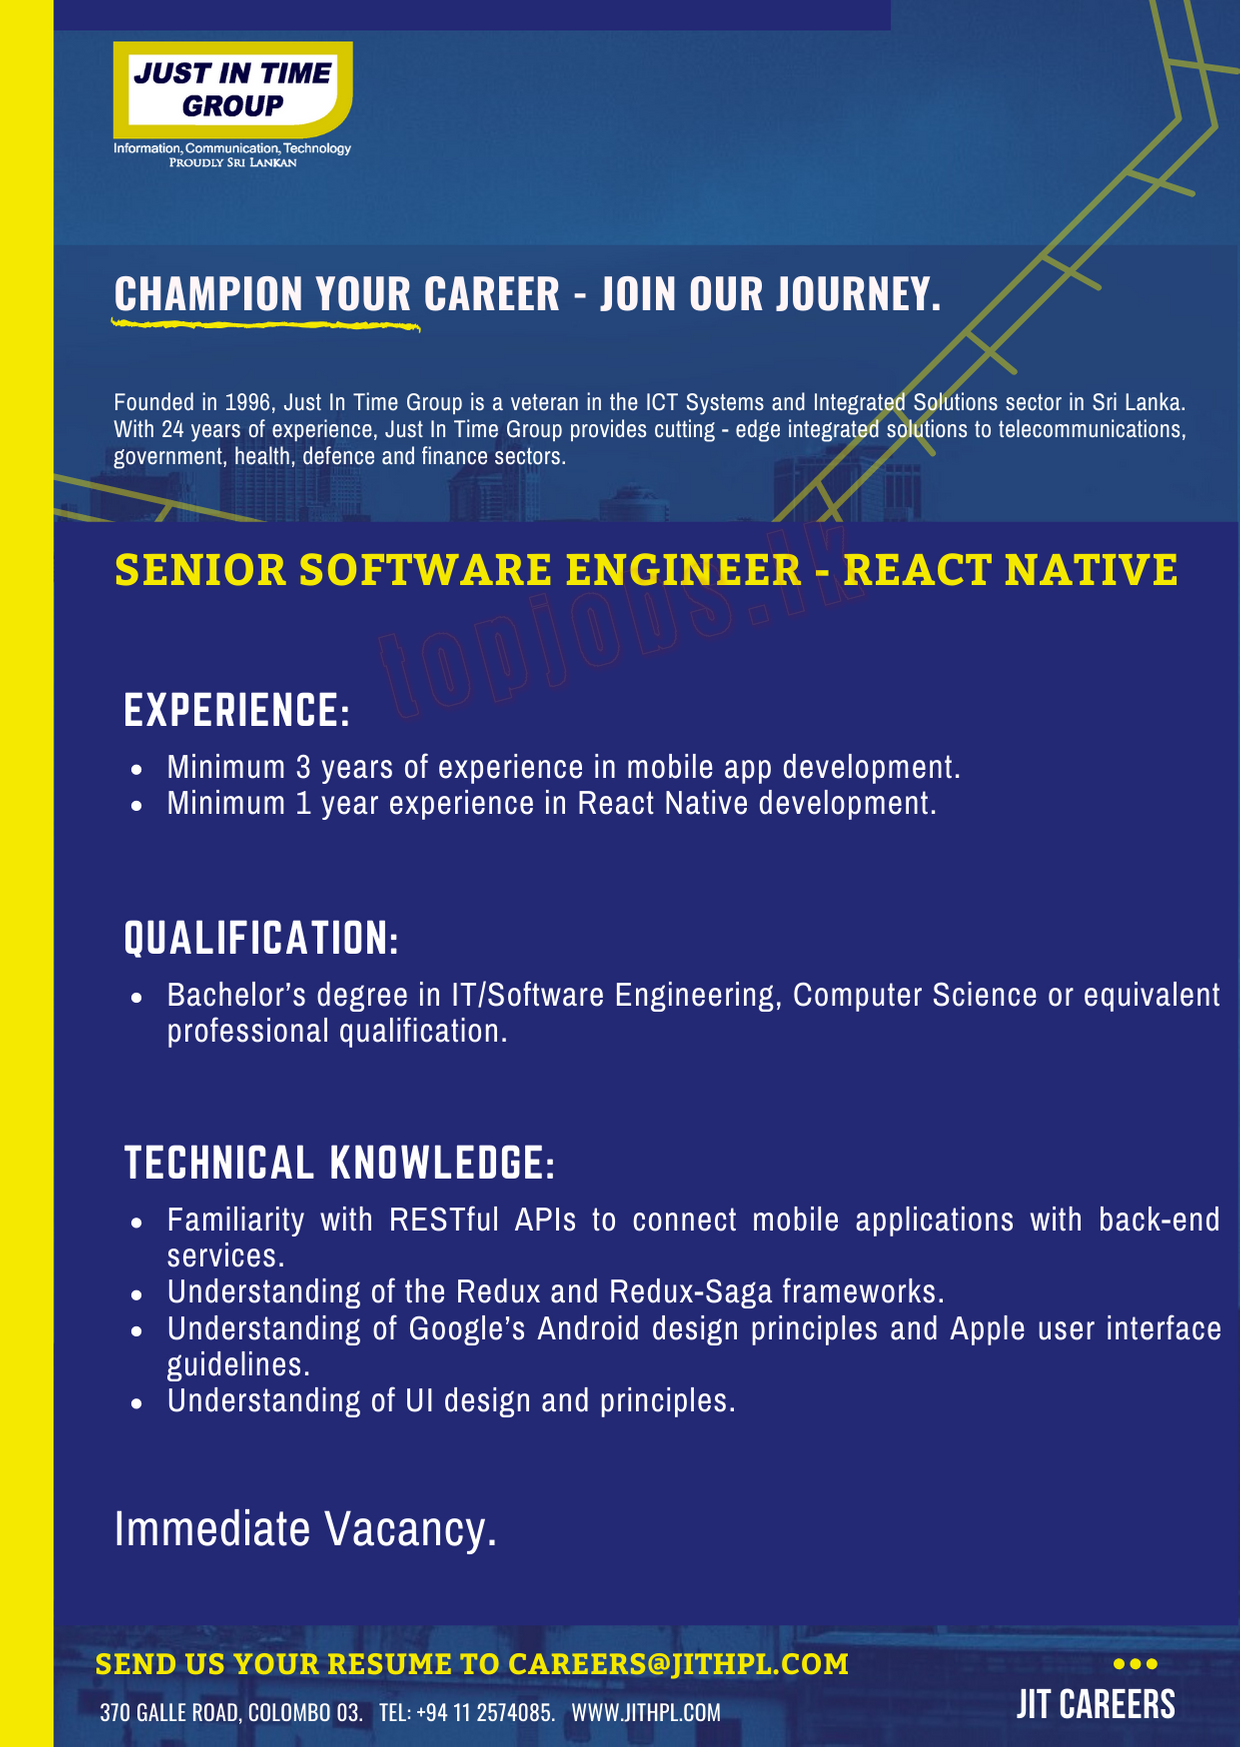 JUST IN TIME
GROUP
Information, Communication, Technology
PROUDLY SRI LANKAN
CHAMPION YOUR CAREER - JOIN OUR JOURNEY.
Founded in 1996, Just In Time Group is a veteran in the ICT Systems and Integrated Solutions sector in Sri Lanka.
With 24 years of experience, Just In Time Group provides cutting - edge integrated solutions to telecommunications,
government, health, defence and finance sectors.
SENIOR SOFTWARE ENGINEER - REACT NATIVE
topjobs.lk
EXPERIENCE:
• Minimum 3 years of experience in mobile app development.
• Minimum 1 year experience in React Native development.
QUALIFICATION:
• Bachelor’s degree in IT/Software Engineering, Computer Science or equivalent
professional qualification.
TECHNICAL KNOWLEDGE:
• Familiarity with RESTful APIs to connect mobile applications with back-end
services.
• Understanding of the Redux and Redux-Saga frameworks.
• Understanding of Google’s Android design principles and Apple user interface
guidelines.
• Understanding of UI design and principles.
Immediate Vacancy.
SEND US YOUR RESUME TO CAREERS@JITHPL.COM
370 GALLE ROAD, COLOMBO 03. TEL: +94 11 2574085. WWW.JITHPL.COM
JIT CAREERS